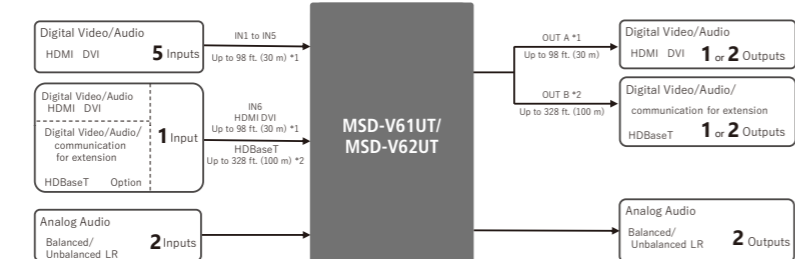 Digital Video/Audio
HDMI DVI 5 Inputs
IN1 to IN5
Up to 98 ft. (30 m) *1
Digital Video/Audio
HDMI DVI
Digital Video/Audio/
communication
for extension
HDBaseT Option
1 Input
IN6
HDMI DVI
Up to 98 ft. (30 m) *1
HDBaseT
Up to 328 ft. (100 m) *2
Analog Audio
Balanced/
Unbalanced LR
2 Inputs
MSD-V61UT/
MSD-V62UT
OUT A *1
Up to 98 ft. (30 m)
OUT B *2
Up to 328 ft. (100 m)
Digital Video/Audio
HDMI DVI 1 or 2 Outputs
Digital Video/Audio/
communication for extension
HDBaseT 1 or 2 Outputs
Analog Audio
Balanced/
Unbalanced LR
2 Outputs